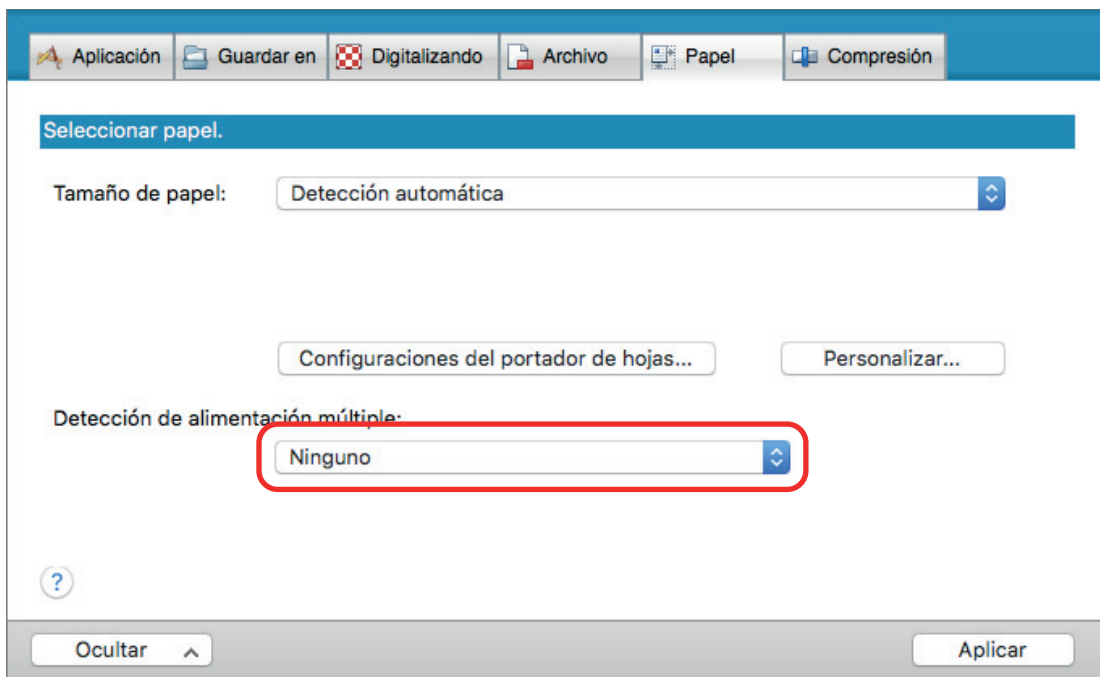 Aplicación Guardar en Digitalizando Archivo Papel Compresión
Seleccionar papel.
Tamaño de papel: Detección automática
Configuraciones del portador de hojas... Personalizar...
Detección de alimentación múltiple:
Ninguno
?
Ocultar Aplicar